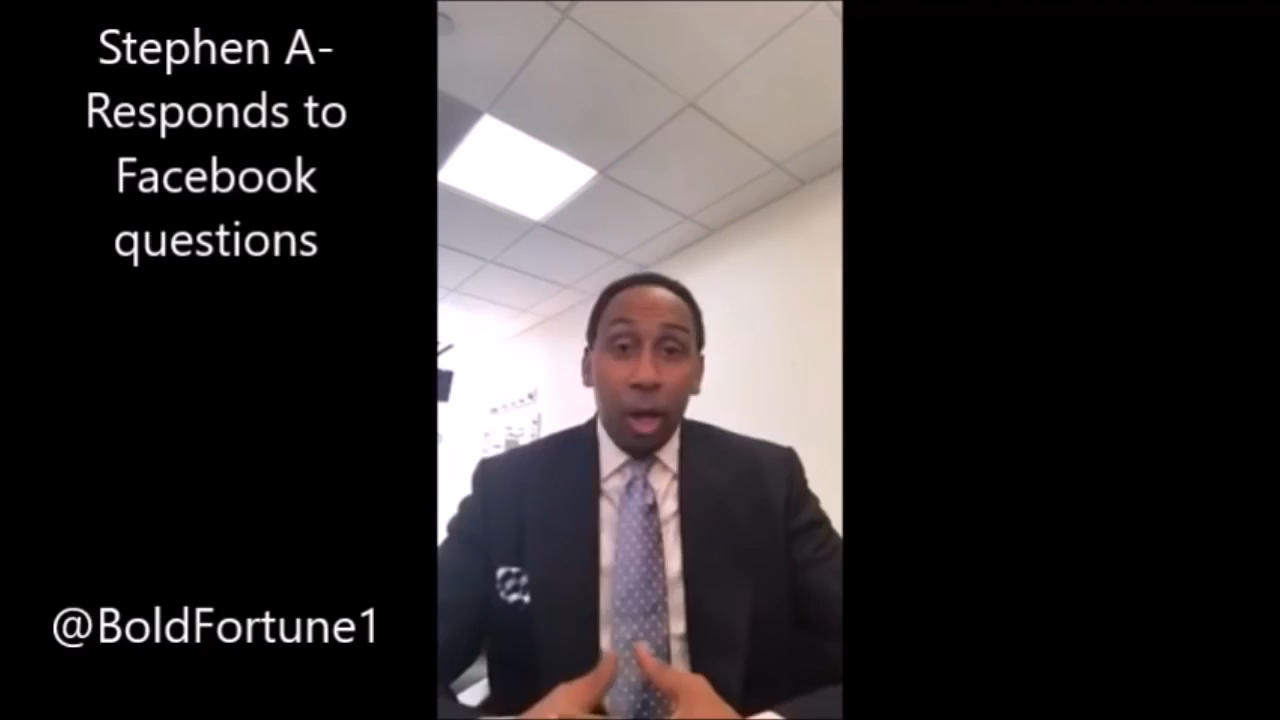 Stephen A-
Responds to
Facebook
questions
@BoldFortune1